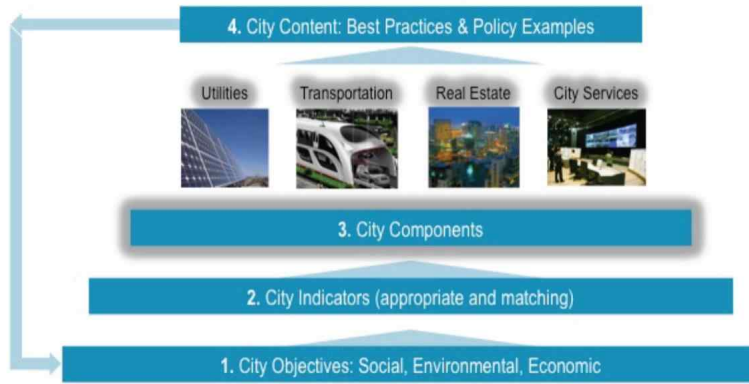 4. City Content: Best Practices & Policy Examples
Utilities
Transportation
Real Estate
City Services
3. City Components
2. City Indicators (appropriate and matching)
1. City Objectives: Social, Environmental, Economic